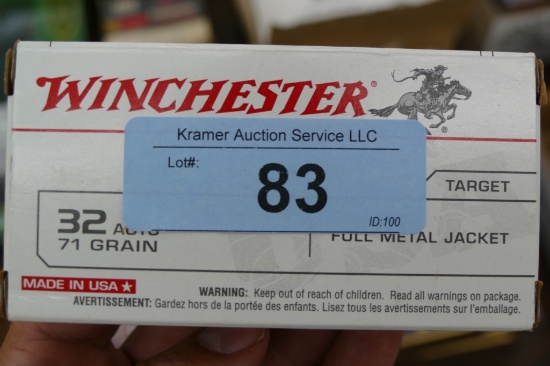 WINCHESTER
Kramer Auction Service LLC
Lot#:
83
ID:100
TARGET
32 AUTO
71 GRAIN
FULL METAL JACKET
MADE IN USA
WARNING: Keep out of reach of children. Read all warnings on package.
AVERTISSEMENT: Gardez hors de la portée des enfants. Lisez tous les avertissements sur l'emballage.